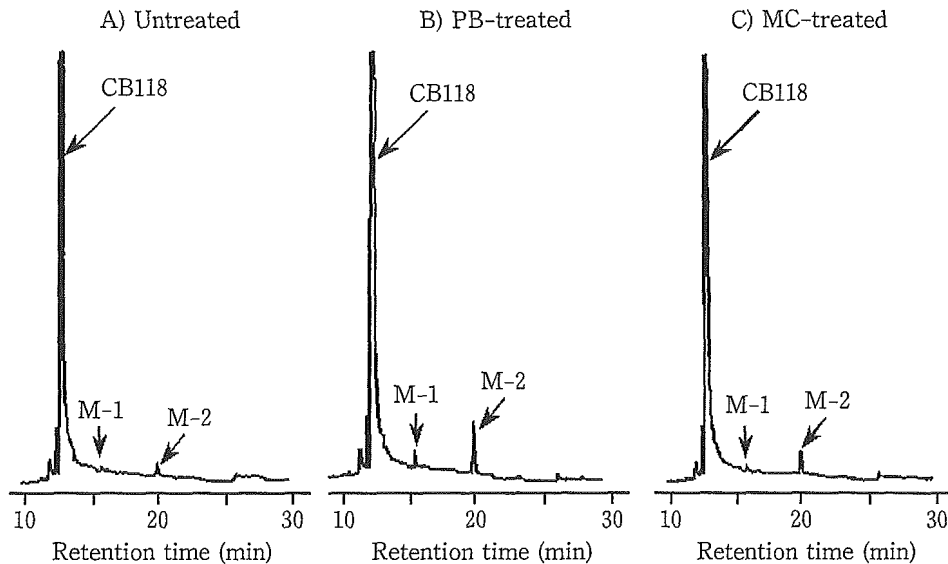 A) Untreated
B) PB-treated
C) MC-treated
CB118
CB118
CB118
M-1
M-2
M-1
M-2
M-1
M-2
10 20 30
10 20 30
10 20 30
Retention time (min)
Retention time (min)
Retention time (min)